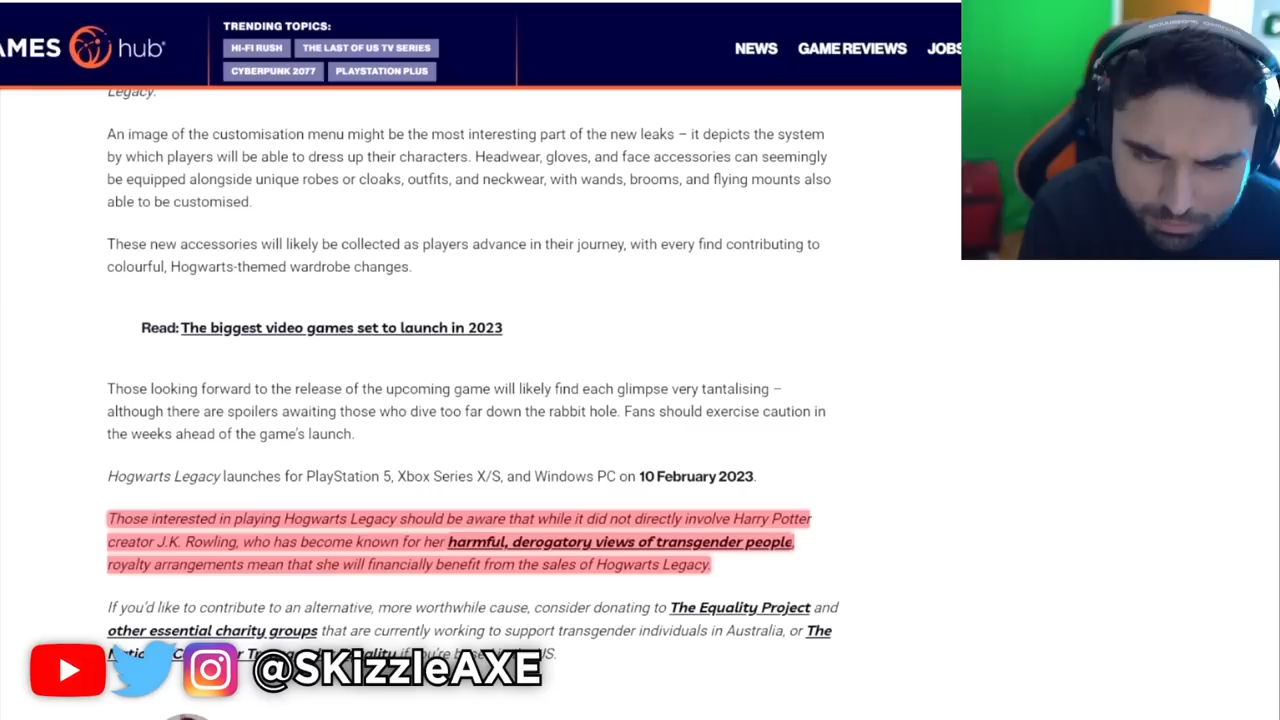 AMES hub
TRENDING TOPICS:
HI-FI RUSH THE LAST OF US TV SERIES
CYBERPUNK 2077 PLAYSTATION PLUS
NEWS GAME REVIEWS JOBS
Legacy.
An image of the customisation menu might be the most interesting part of the new leaks – it depicts the system
by which players will be able to dress up their characters. Headwear, gloves, and face accessories can seemingly
be equipped alongside unique robes or cloaks, outfits, and neckwear, with wands, brooms, and flying mounts also
able to be customised.
These new accessories will likely be collected as players advance in their journey, with every find contributing to
colourful, Hogwarts-themed wardrobe changes.
Read: The biggest video games set to launch in 2023
Those looking forward to the release of the upcoming game will likely find each glimpse very tantalising –
although there are spoilers awaiting those who dive too far down the rabbit hole. Fans should exercise caution in
the weeks ahead of the game's launch.
Hogwarts Legacy launches for PlayStation 5, Xbox Series X/S, and Windows PC on 10 February 2023.
Those interested in playing Hogwarts Legacy should be aware that while it did not directly involve Harry Potter
creator J.K. Rowling, who has become known for her harmful, derogatory views of transgender people,
royalty arrangements mean that she will financially benefit from the sales of Hogwarts Legacy.
If you'd like to contribute to an alternative, more worthwhile cause, consider donating to The Equality Project and
other essential charity groups that are currently working to support transgender individuals in Australia, or The
@SKizzleAXE